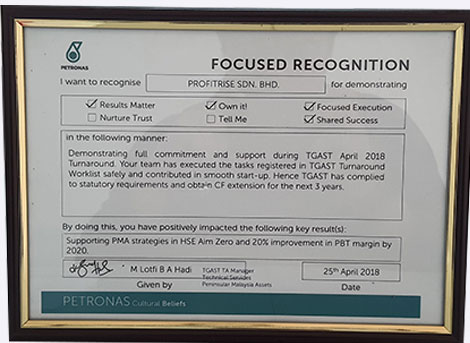 PETRONAS
FOCUSED RECOGNITION
I want to recognise PROFITRISE SDN. BHD. for demonstrating
Results Matter Own it! Focused Execution
Nurture Trust Tell Me Shared Success
in the following manner:
Demonstrating full commitment and support during TGAST April 2018
Turnaround. Your team has executed the tasks registered in TGAST Turnaround
Worklist safely and contributed in smooth start-up. Hence TGAST has complied
to statutory requirements and obtain CF extension for the next 3 years.
By doing this, you have positively impacted the following key result(s):
Supporting PMA strategies in HSE Aim Zero and 20% improvement in PBT margin by
2020.
M Lotfi B A Hadi
TGAST TA Manager
Technical Services
Peninsular Malaysia Assets
25th April 2018
Given by
Date
PETRONAS Cultural Beliefs